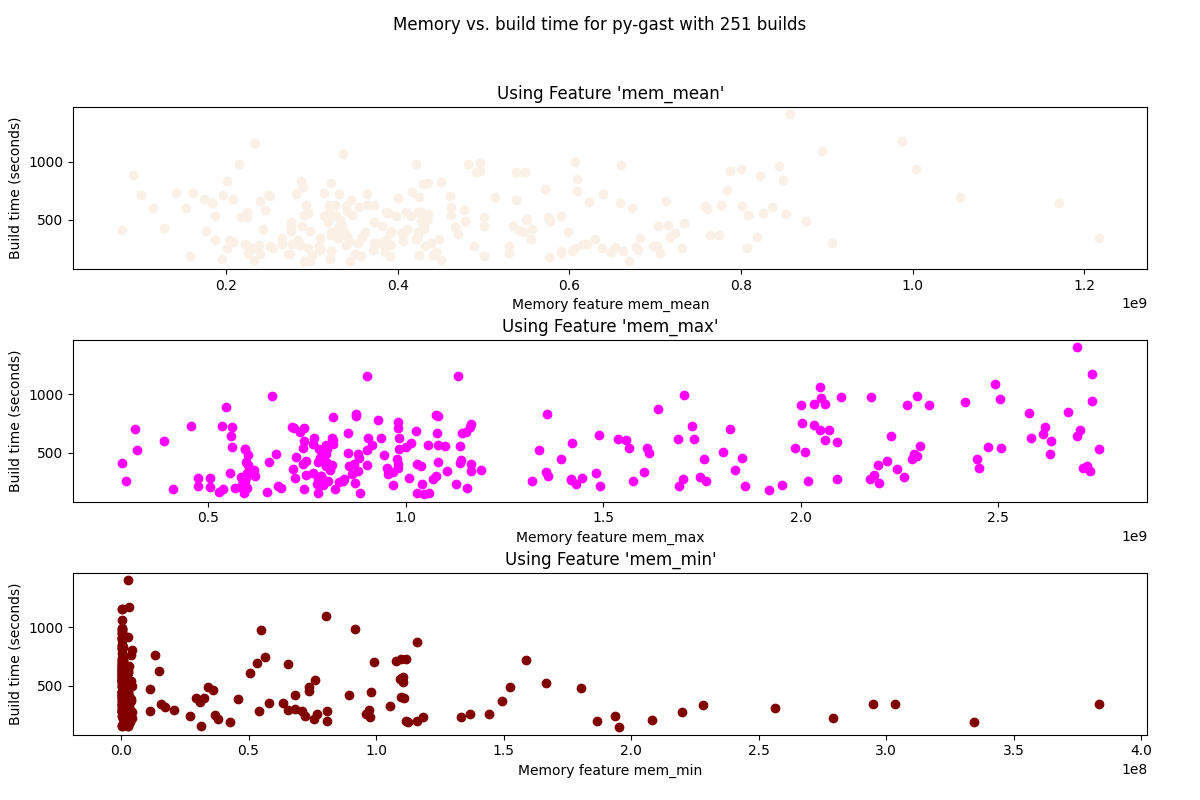 Memory vs. build time for py-gast with 251 builds
Using Feature 'mem_mean'
Build time (seconds)
1000
500
0.2 0.4 0.6 0.8 1.0 1.2
1e9
Memory feature mem_mean
Using Feature 'mem_max'
Build time (seconds)
1000
500
0.5 1.0 1.5 2.0 2.5
1e9
Memory feature mem_max
Using Feature 'mem_min'
Build time (seconds)
1000
500
0.0 0.5 1.0 1.5 2.0 2.5 3.0 3.5 4.0
1e8
Memory feature mem_min